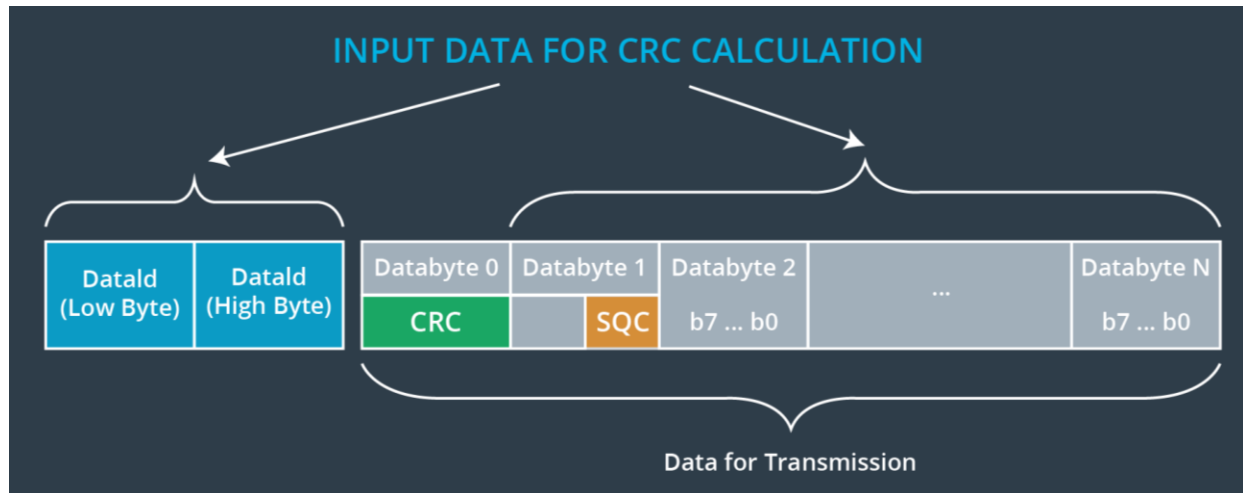 INPUT DATA FOR CRC CALCULATION
DataId
(Low Byte)
DataId
(High Byte)
Databyte 0
CRC
Databyte 1
SQC
Databyte 2
b7 ... b0
...
Databyte N
b7 ... b0
Data for Transmission